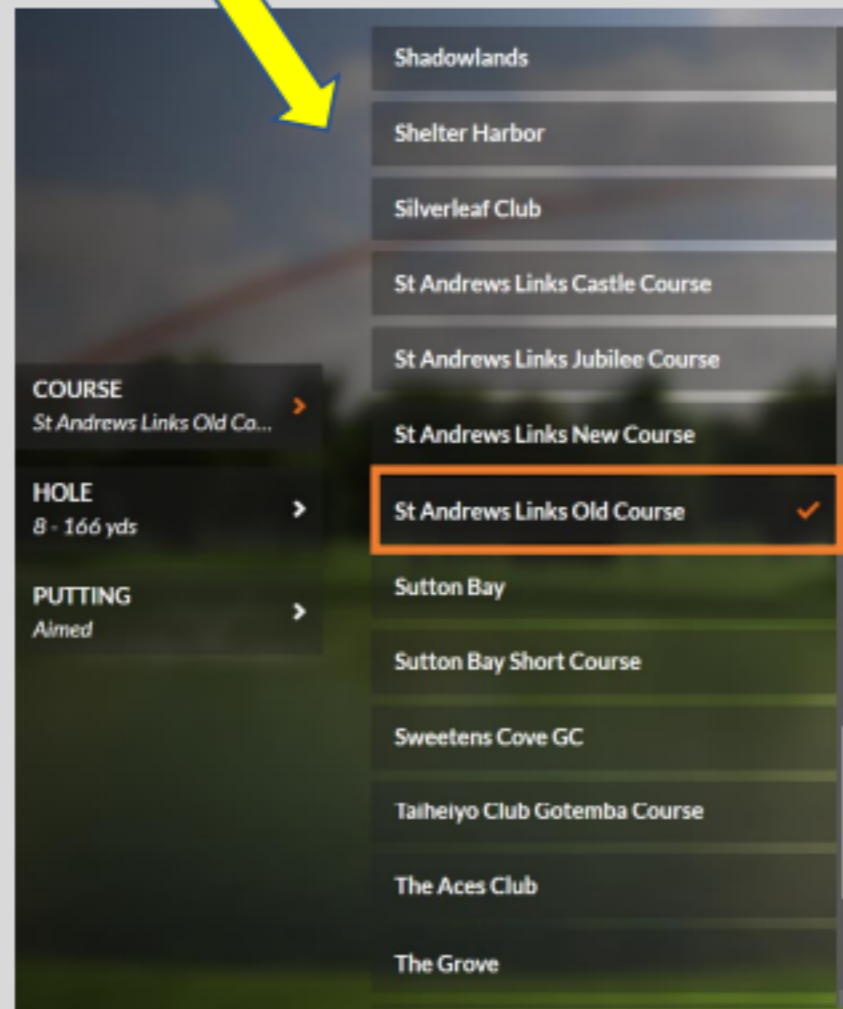 COURSE
St Andrews Links Old Co...
HOLE
8 - 166 yds
PUTTING
Aimed
Shadowlands
Shelter Harbor
Silverleaf Club
St Andrews Links Castle Course
St Andrews Links Jubilee Course
St Andrews Links New Course
St Andrews Links Old Course
Sutton Bay
Sutton Bay Short Course
Sweetens Cove GC
Taiheiyo Club Gotemba Course
The Aces Club
The Grove